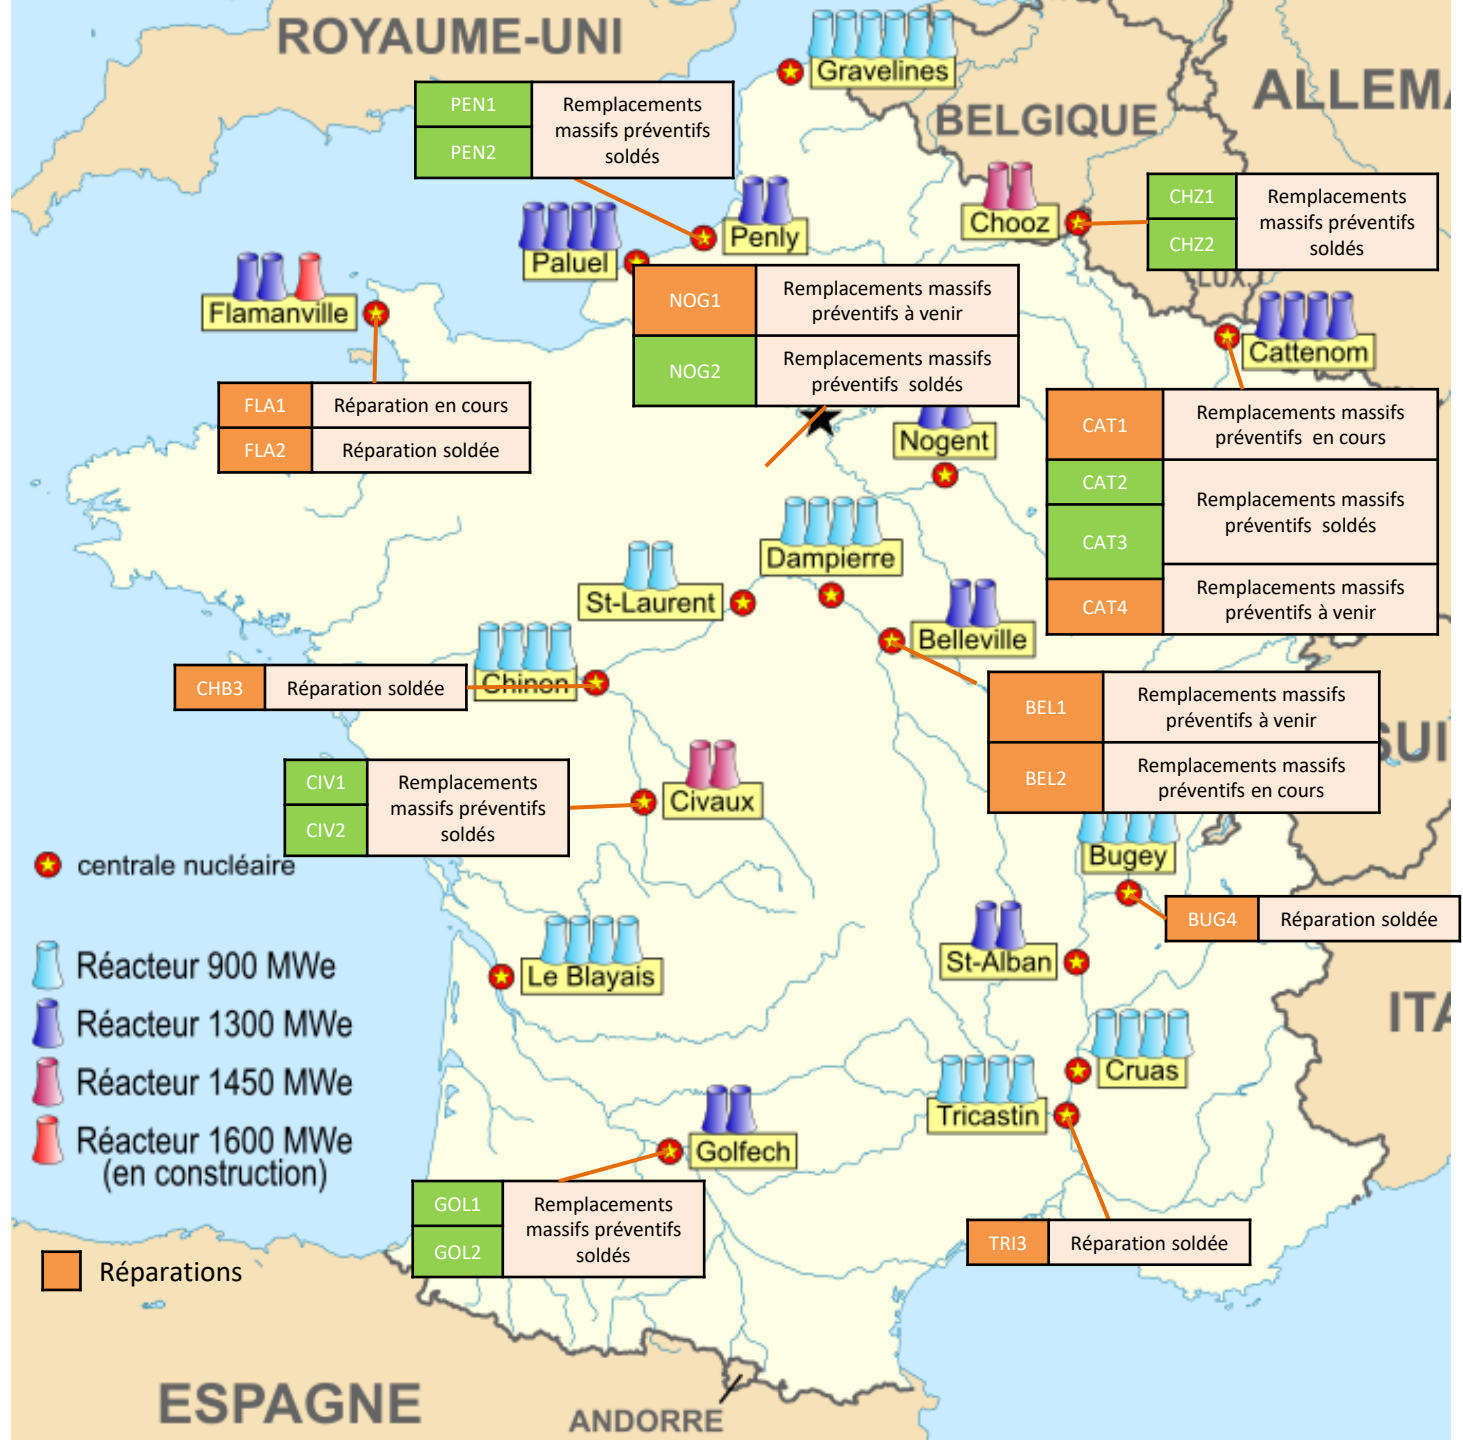 ROYAUME-UNI
Gravelines
ALLEMA
BELGIQUE
PEN1
PEN2
Remplacements
massifs préventifs
soldés
Penly
Chooz
CHZ1
CHZ2
Remplacements
massifs préventifs
soldés
Paluel
LUX.
Flamanville
NOG1
Remplacements massifs
préventifs à venir
NOG2
Remplacements massifs
préventifs soldés
Cattenom
FLA1
Réparation en cours
FLA2
Réparation soldée
Nogent
CAT1
Remplacements massifs
préventifs en cours
CAT2
CAT3
Remplacements massifs
préventifs soldés
CAT4
Remplacements massifs
préventifs à venir
Dampierre
St-Laurent
Belleville
Chinon
CHB3
Réparation soldée
BEL1
Remplacements massifs
préventifs à venir
BEL2
Remplacements massifs
préventifs en cours
SUI
CIV1
CIV2
Remplacements
massifs préventifs
soldés
Civaux
Bugey
centrale nucléaire
BUG4
Réparation soldée
Réacteur 900 MWe
Le Blayais
St-Alban
Réacteur 1300 MWe
ITA
Réacteur 1450 MWe
Cruas
Tricastin
Réacteur 1600 MWe
(en construction)
Golfech
GOL1
GOL2
Remplacements
massifs préventifs
soldés
TRI3
Réparation soldée
Réparations
ESPAGNE
ANDORRE